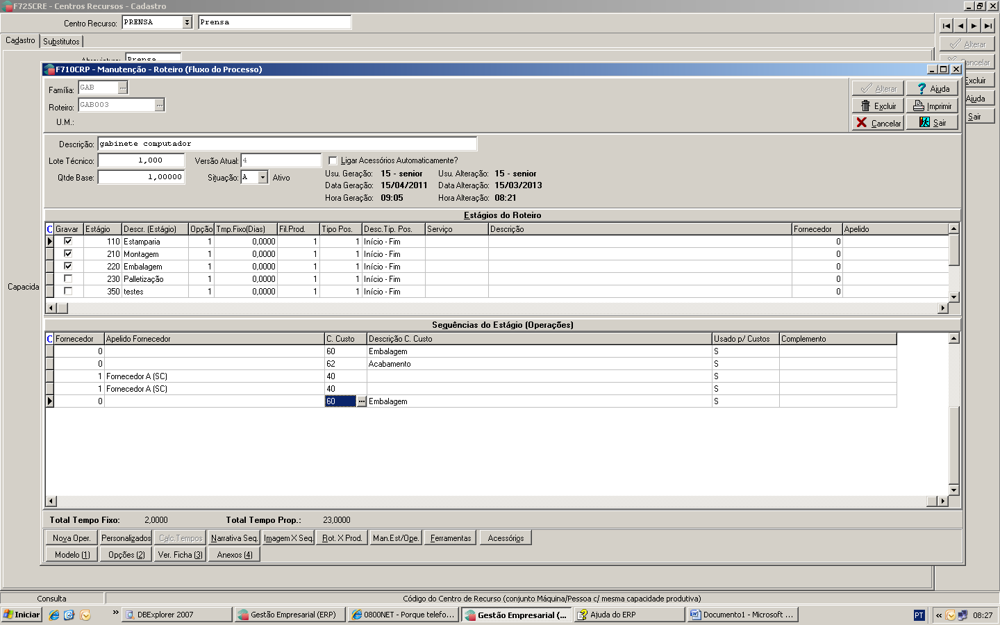 F725CRE - Centros Recursos - Cadastro
Centro Recurso: PRENSA Prensa
Cadastro Substitutos
Alterar
Prensa
F710CRP - Manutenção - Roteiro (Fluxo do Processo)
Cancelar
Família: GAB
Alterar Ajuda
Excluir
Roteiro: GAB003
Excluir Imprimir
Ajuda
U.M.:
Cancelar Sair
Sair
Descrição: gabinete computador
Lote Técnico: 1,000 Versão Atual: 4 Ligar Acessórios Automaticamente?
Qtde Base: 1,00000 Situação: A Ativo
Usu. Geração: 15 - senior Usu. Alteração: 15 - senior
Data Geração: 15/04/2011 Data Alteração: 15/03/2013
Hora Geração: 09:05 Hora Alteração: 08:21
Estágios do Roteiro
C Gravar Estágio Descr. (Estágio) Opção Tmp.Fixo(Dias) Fil.Prod. Tipo Pos. Desc.Tip. Pos. Serviço Descrição Fornecedor Apelido
110 Estamparia 1 0,0000 1 1 Início - Fim 0
210 Montagem 1 0,0000 1 1 Início - Fim 0
220 Embalagem 1 0,0000 1 1 Início - Fim 0
230 Palletização 1 0,0000 1 1 Início - Fim 0
350 testes 1 0,0000 1 1 Início - Fim 0
Capacida
Seguências do Estágio (Operações)
C Fornecedor Apelido Fornecedor C. Custo Descrição C. Custo Usado p/ Custos Complemento
0 60 Embalagem S
0 62 Acabamento S
1 Fornecedor A (SC) 40 S
1 Fornecedor A (SC) 40 S
0 60 ... Embalagem S
Total Tempo Fixo: 2,0000 Total Tempo Prop.: 23,0000
Nova Oper. Personalizados Calc.Tempos Narrativa Seq. Imagem X Seq. Rot. X Prod. Man.Est/Ope. Ferramentas Acessórios
Modelo (1) Opções (2) Ver. Ficha (3) Anexos (4)
Consulta Código do Centro de Recurso (conjunto Máquina/Pessoa c/ mesma capacidade produtiva)
Iniciar » DBExplorer 2007 Gestão Empresarial (ERP) 0800NET - Porque telefo... Gestão Empresarial (... Ajuda do ERP Documento1 - Microsoft ... PT « 08:27